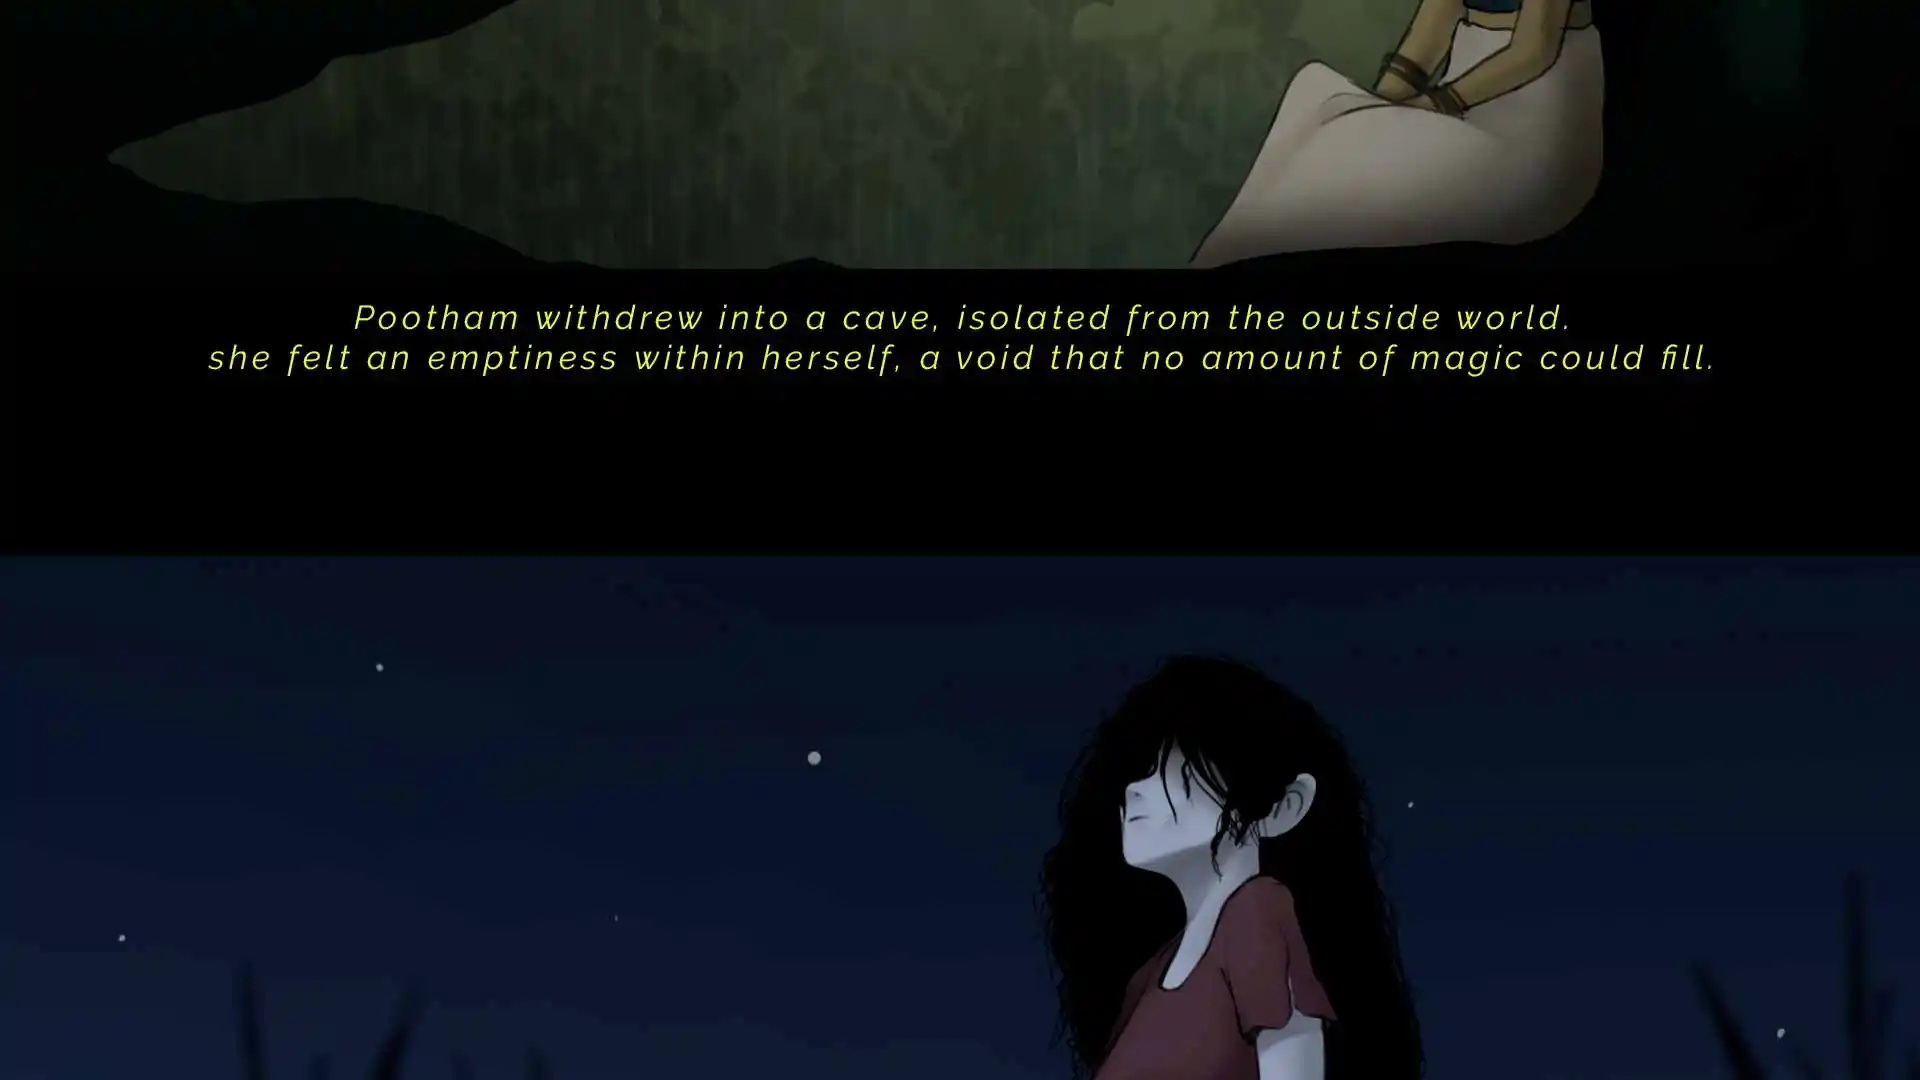 Pootham withdrew into a cave, isolated from the outside world.
she felt an emptiness within herself, a void that no amount of magic could fill.